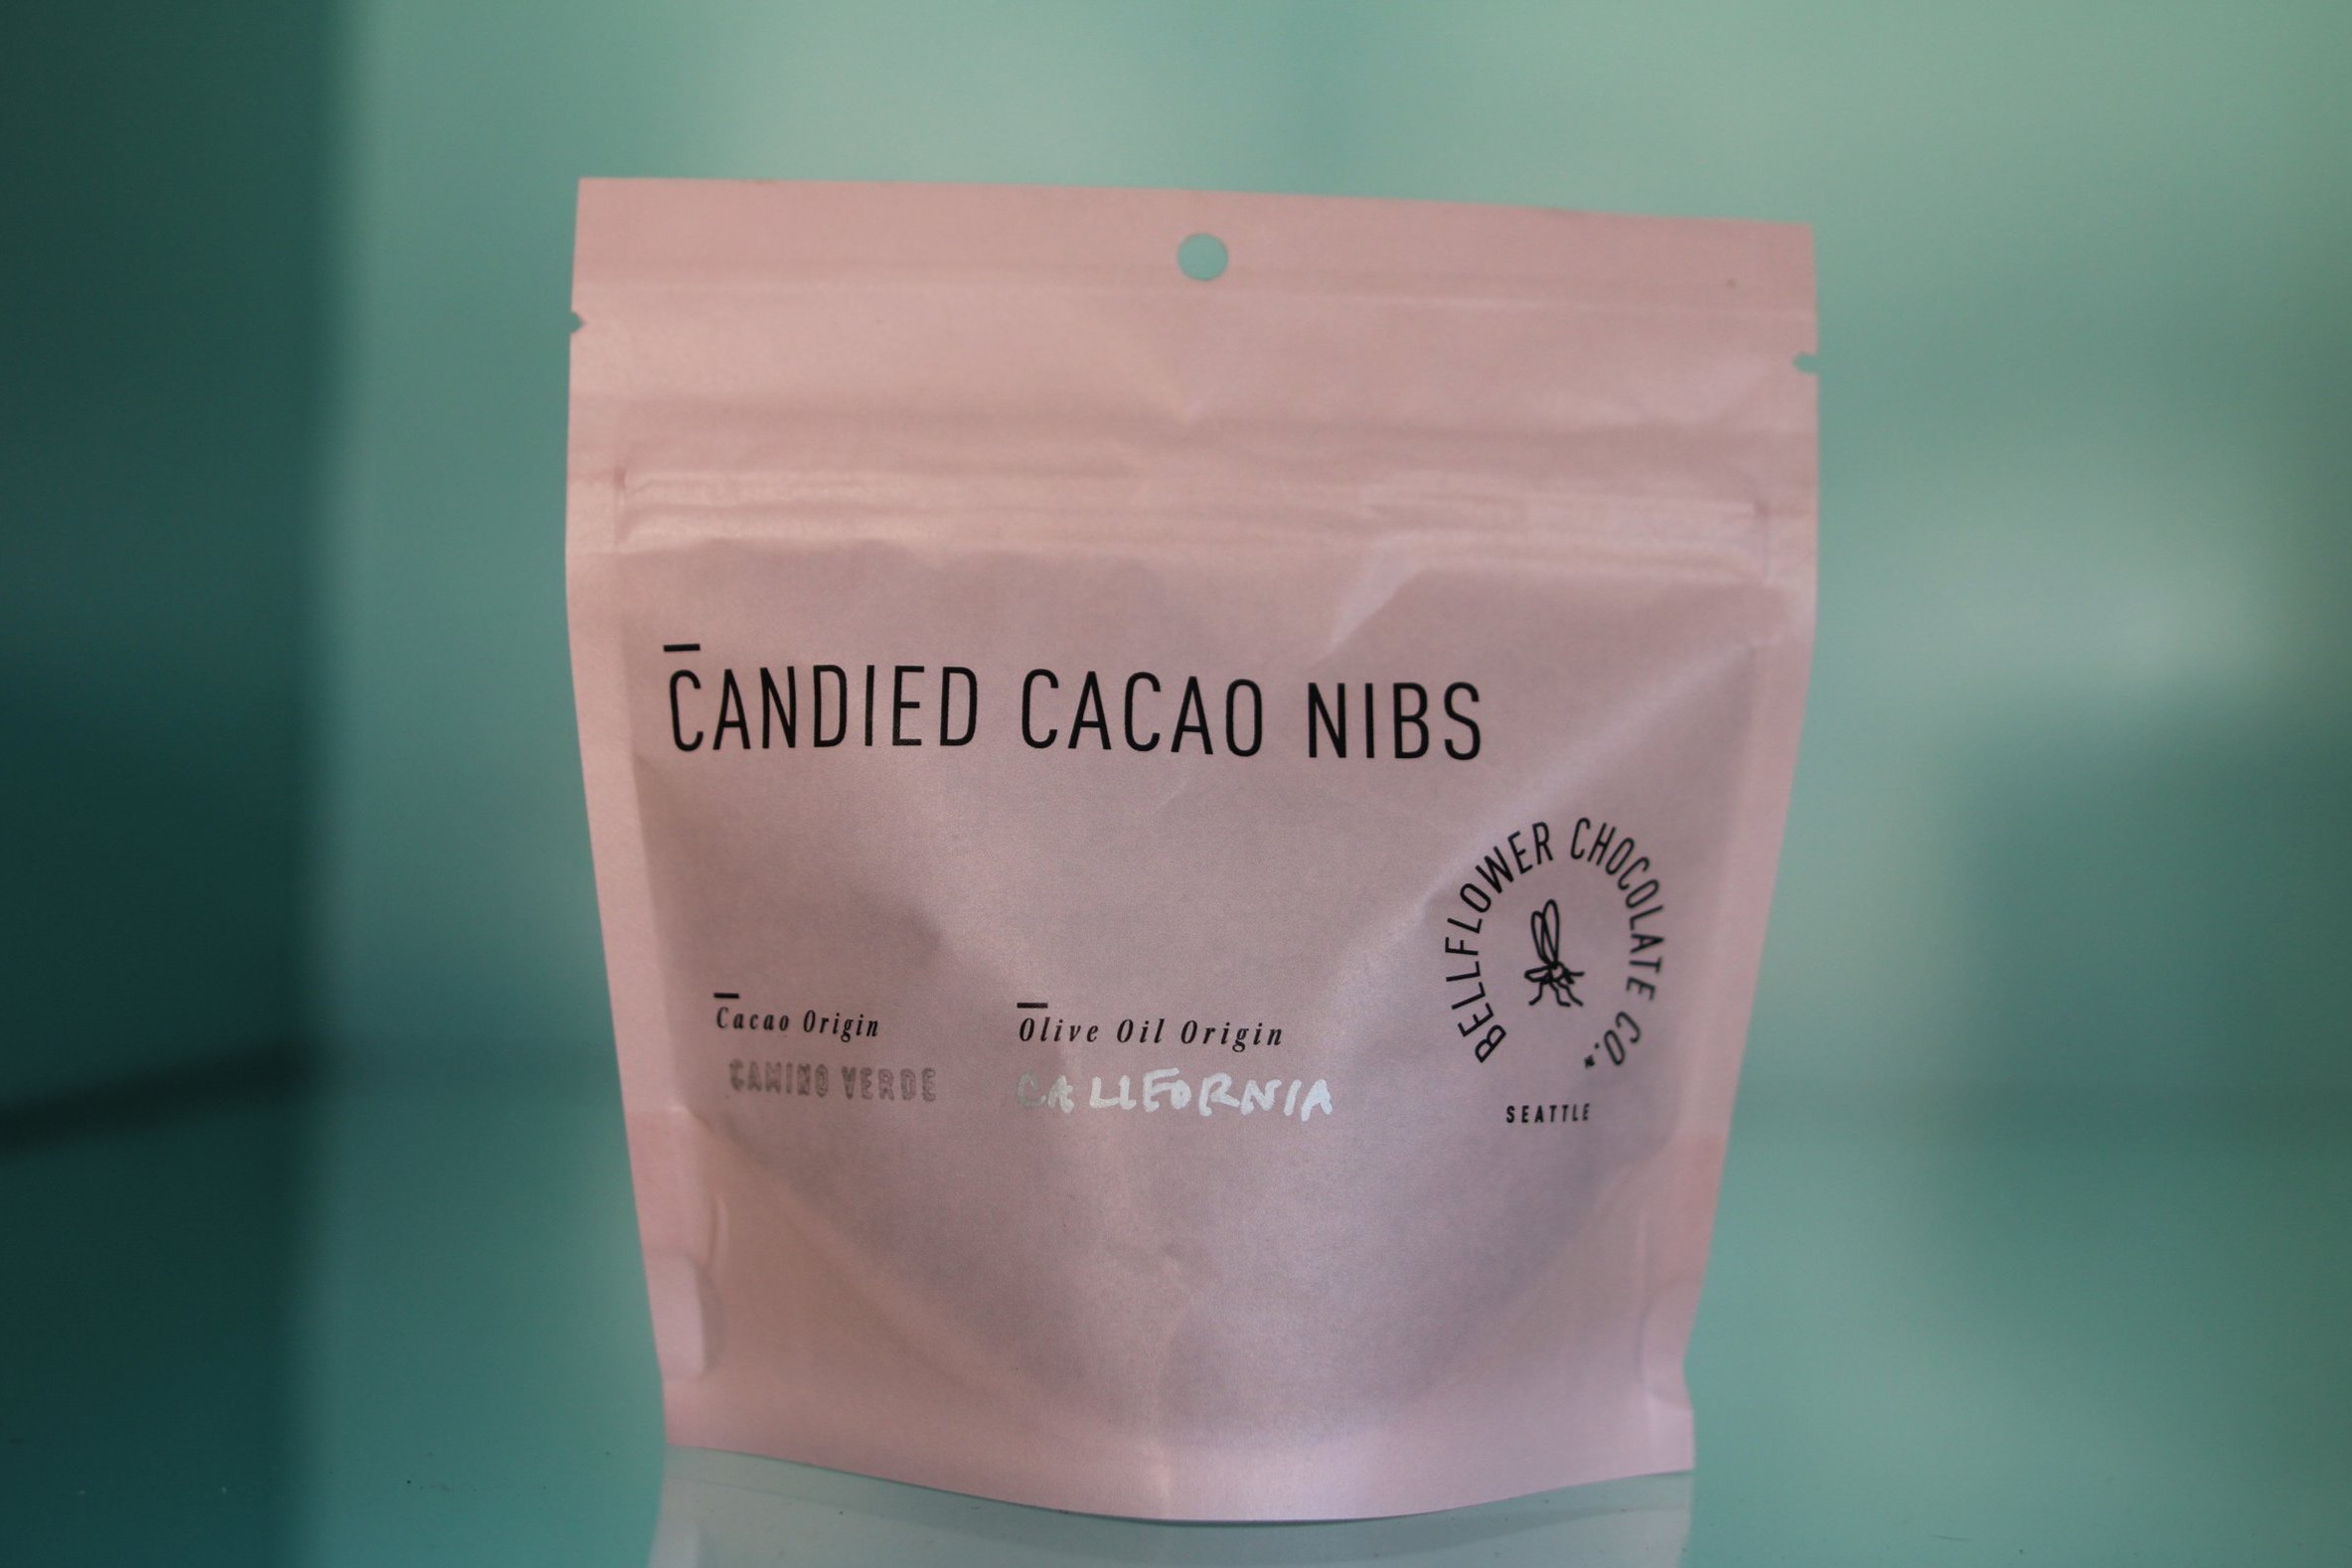 CANDIED CACAO NIBS
BELLFLOWER CHOCOLATE CO.
Cacao Origin
Olive Oil Origin
CAMINO VERDE
CALIFORNIA
SEATTLE